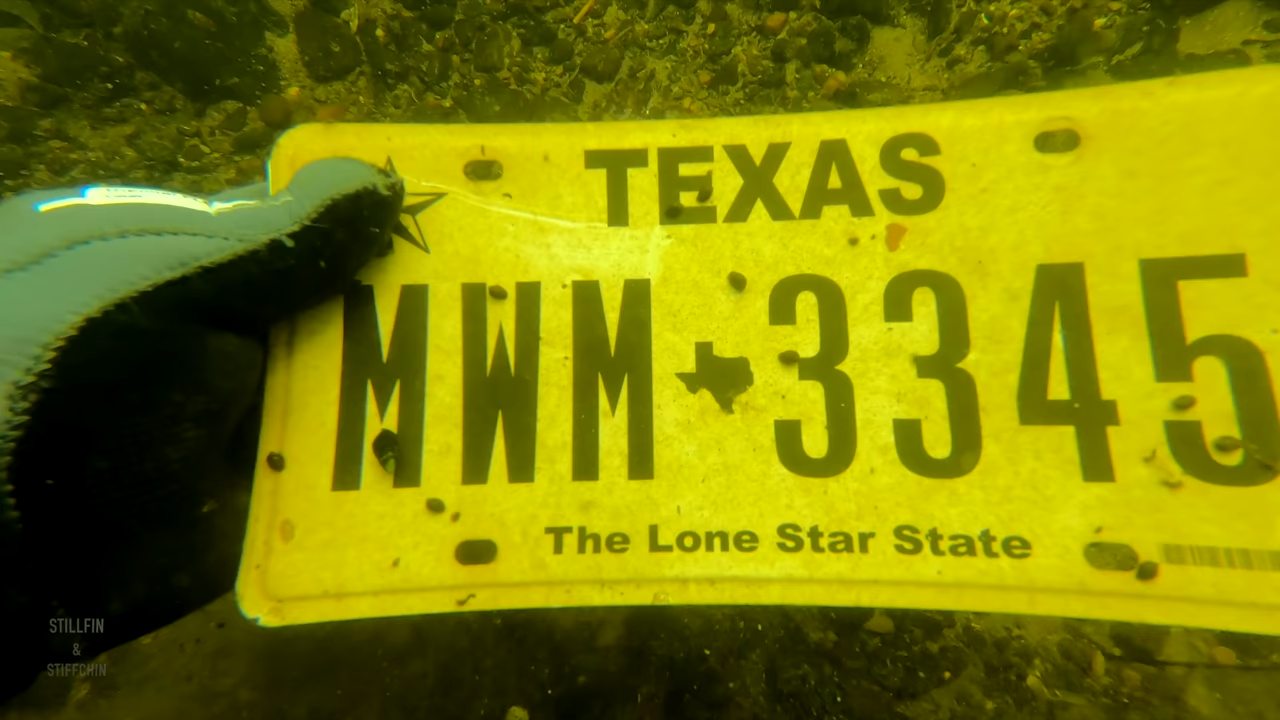 TEXAS
MWM 3345
The Lone Star State
STILLFIN
&
STIFFCHIN